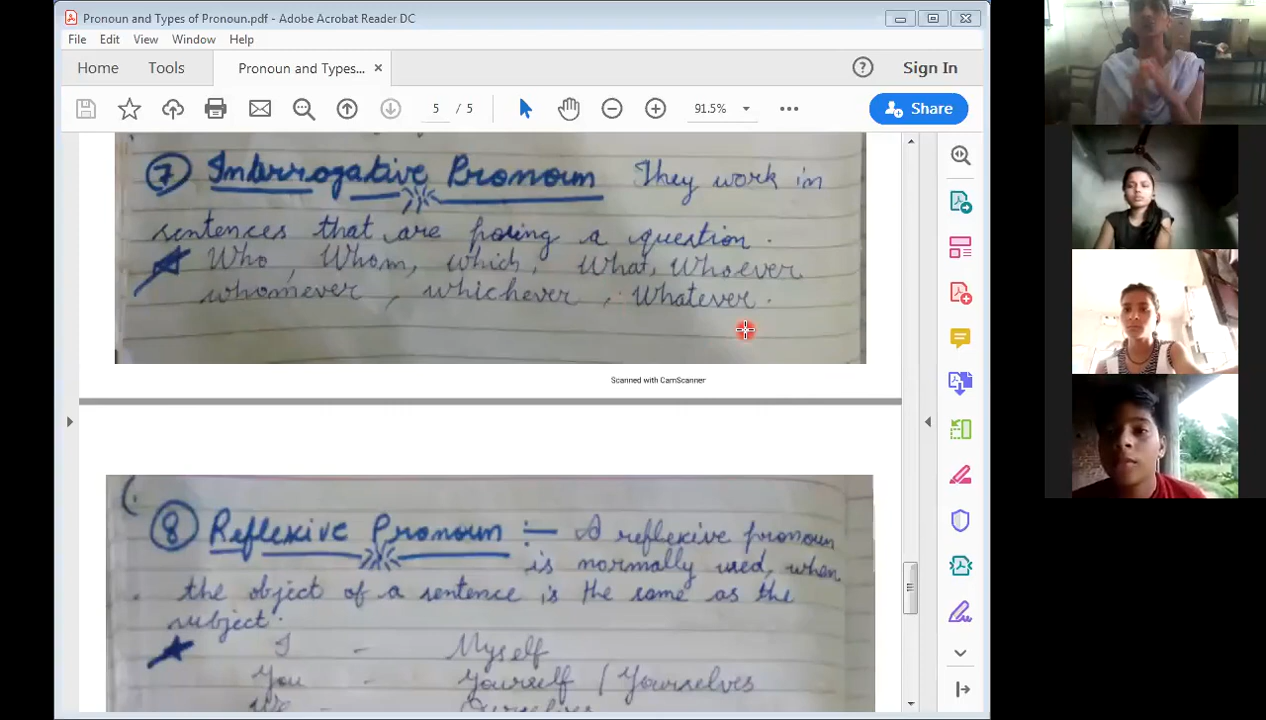 Pronoun and Types of Pronoun.pdf - Adobe Acrobat Reader DC
File Edit View Window Help
Home Tools Pronoun and Types... × Sign In
5 / 5 91.5% Share
7 Interrogative Pronoun They work in
sentences that are posing a question.
Who, Whom, which, What, Whoever
whomever, whichever, Whatever.
Scanned with CamScanner
8 Reflexive Pronoun :- A reflexive pronoun
is normally used, when
the object of a sentence is the same as the
subject.
I - Myself
You - Yourself / Yourselves
We - Ourselves